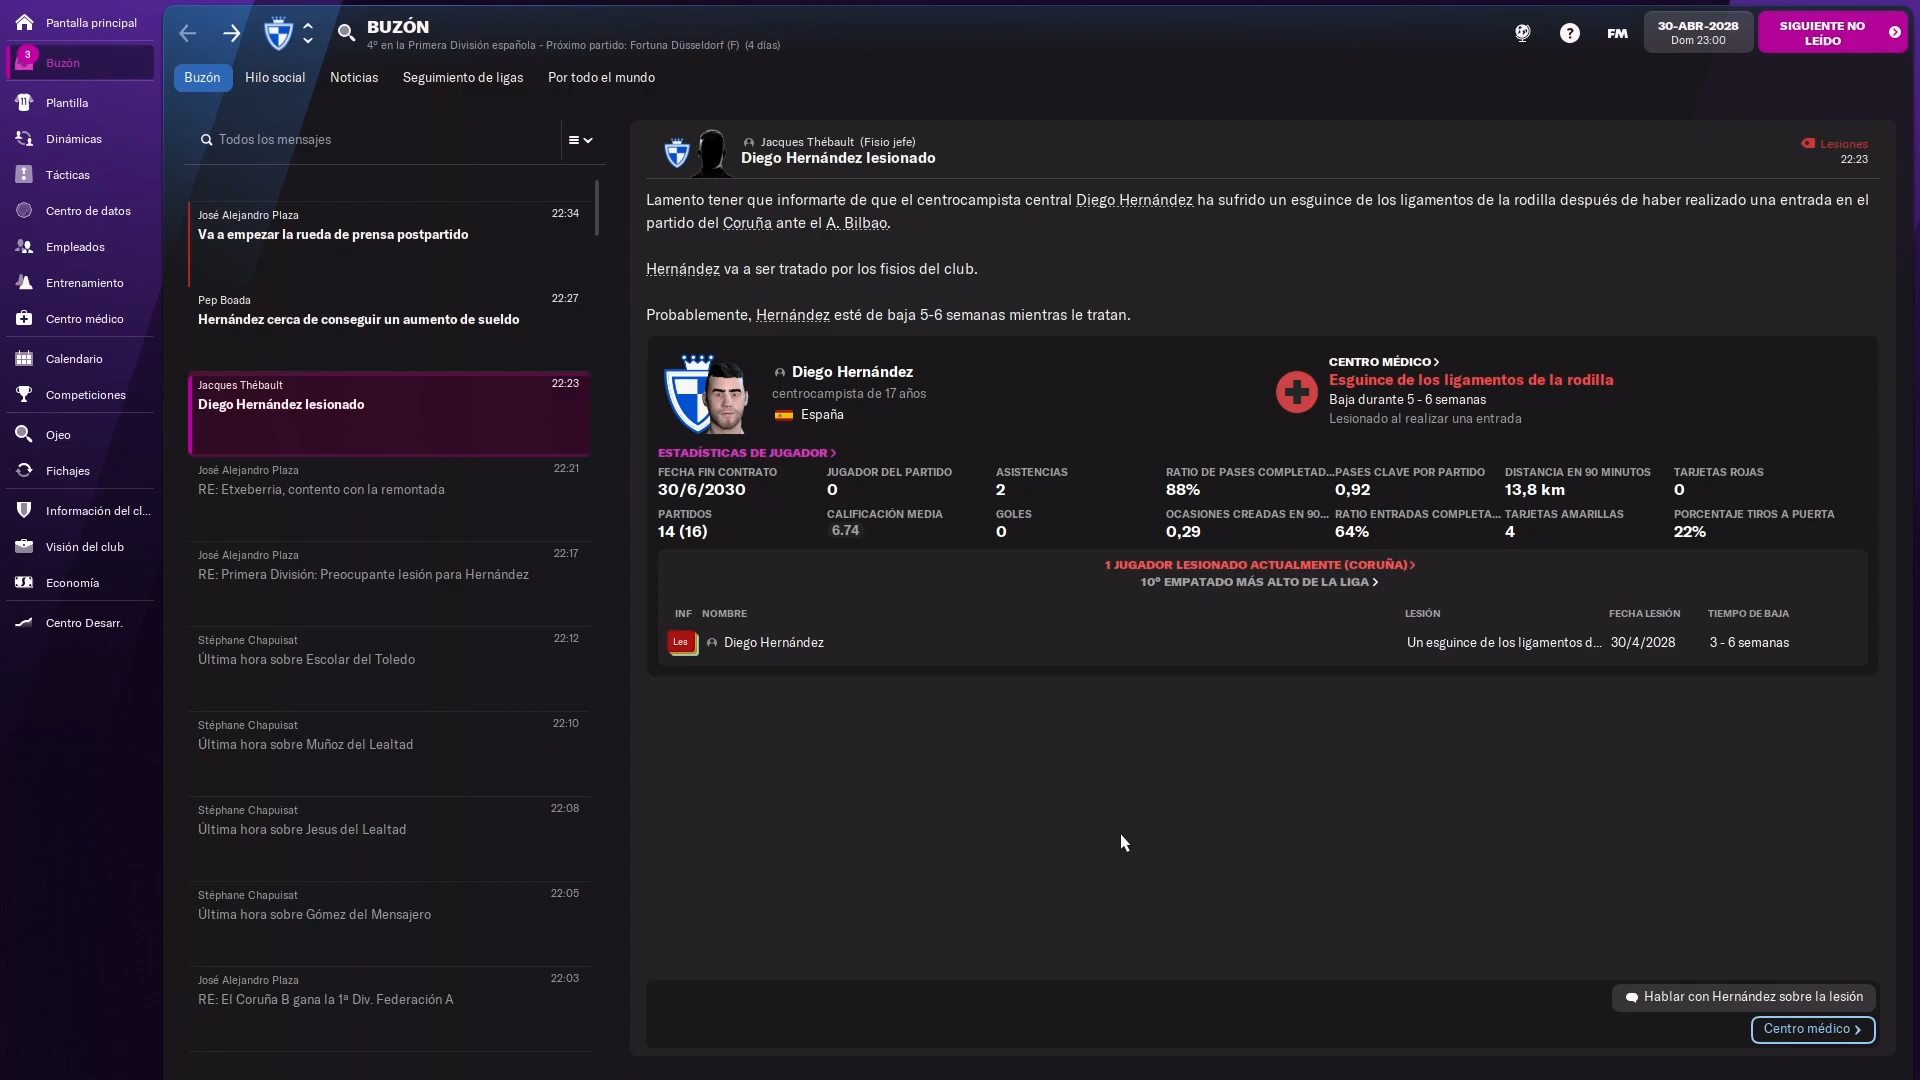 Pantalla principal
3
Buzón
Plantilla
Dinámicas
Tácticas
Centro de datos
Empleados
Entrenamiento
Centro médico
Calendario
Competiciones
Ojeo
Fichajes
Información del cl...
Visión del club
Economía
Centro Desarr.
BUZÓN
4º en la Primera División española - Próximo partido: Fortuna Düsseldorf (F) (4 días)
?
FM
30-ABR-2028
Dom 23:00
SIGUIENTE NO LEÍDO
Buzón
Hilo social
Noticias
Seguimiento de ligas
Por todo el mundo
Todos los mensajes
José Alejandro Plaza 22:34
Va a empezar la rueda de prensa postpartido
Pep Boada 22:27
Hernández cerca de conseguir un aumento de sueldo
Jacques Thébault 22:23
Diego Hernández lesionado
José Alejandro Plaza 22:21
RE: Etxeberria, contento con la remontada
José Alejandro Plaza 22:17
RE: Primera División: Preocupante lesión para Hernández
Stéphane Chapuisat 22:12
Última hora sobre Escolar del Toledo
Stéphane Chapuisat 22:10
Última hora sobre Muñoz del Lealtad
Stéphane Chapuisat 22:08
Última hora sobre Jesus del Lealtad
Stéphane Chapuisat 22:05
Última hora sobre Gómez del Mensajero
José Alejandro Plaza 22:03
RE: El Coruña B gana la 1ª Div. Federación A
Jacques Thébault (Fisio jefe)
Diego Hernández lesionado
Lesiones
22:23
Lamento tener que informarte de que el centrocampista central Diego Hernández ha sufrido un esguince de los ligamentos de la rodilla después de haber realizado una entrada en el
partido del Coruña ante el A. Bilbao.
Hernández va a ser tratado por los fisios del club.
Probablemente, Hernández esté de baja 5-6 semanas mientras le tratan.
Diego Hernández
centrocampista de 17 años
España
CENTRO MÉDICO
Esguince de los ligamentos de la rodilla
Baja durante 5 - 6 semanas
Lesionado al realizar una entrada
ESTADÍSTICAS DE JUGADOR
FECHA FIN CONTRATO JUGADOR DEL PARTIDO ASISTENCIAS RATIO DE PASES COMPLETAD... PASES CLAVE POR PARTIDO DISTANCIA EN 90 MINUTOS TARJETAS ROJAS
30/6/2030 0 2 88% 0,92 13,8 km 0
PARTIDOS CALIFICACIÓN MEDIA GOLES OCASIONES CREADAS EN 90... RATIO ENTRADAS COMPLETA... TARJETAS AMARILLAS PORCENTAJE TIROS A PUERTA
14 (16) 6.74 0 0,29 64% 4 22%
1 JUGADOR LESIONADO ACTUALMENTE (CORUÑA)
10º EMPATADO MÁS ALTO DE LA LIGA
INF NOMBRE LESIÓN FECHA LESIÓN TIEMPO DE BAJA
Les Diego Hernández Un esguince de los ligamentos d... 30/4/2028 3 - 6 semanas
Hablar con Hernández sobre la lesión
Centro médico